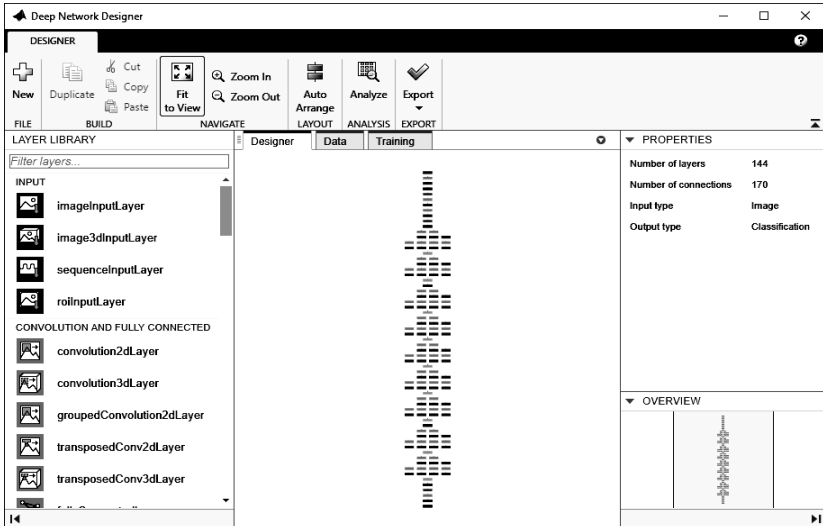 Deep Network Designer
DESIGNER
New
Duplicate
Cut
Copy
Paste
Fit
to View
Zoom In
Zoom Out
Auto
Arrange
Analyze
Export
FILE
BUILD
NAVIGATE
LAYOUT
ANALYSIS
EXPORT
LAYER LIBRARY
Filter layers...
INPUT
imageInputLayer
image3dInputLayer
sequenceInputLayer
roiInputLayer
CONVOLUTION AND FULLY CONNECTED
convolution2dLayer
convolution3dLayer
groupedConvolution2dLayer
transposedConv2dLayer
transposedConv3dLayer
Designer
Data
Training
PROPERTIES
Number of layers 144
Number of connections 170
Input type Image
Output type Classification
OVERVIEW